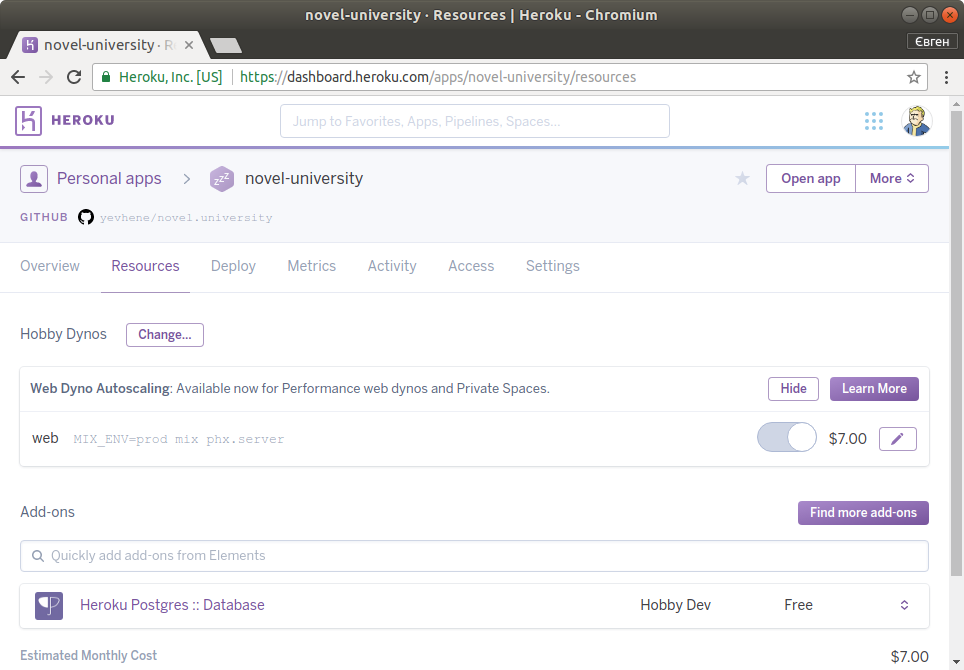 novel-university · Resources | Heroku - Chromium
novel-university · R
Євген
Heroku, Inc. [US] https://dashboard.heroku.com/apps/novel-university/resources
HEROKU
Jump to Favorites, Apps, Pipelines, Spaces...
Personal apps > novel-university
Open app More
GITHUB yevhene/novel.university
Overview Resources Deploy Metrics Activity Access Settings
Hobby Dynos Change...
Web Dyno Autoscaling: Available now for Performance web dynos and Private Spaces. Hide Learn More
web MIX_ENV=prod mix phx.server $7.00
Add-ons Find more add-ons
Quickly add add-ons from Elements
Heroku Postgres :: Database Hobby Dev Free
Estimated Monthly Cost $7.00